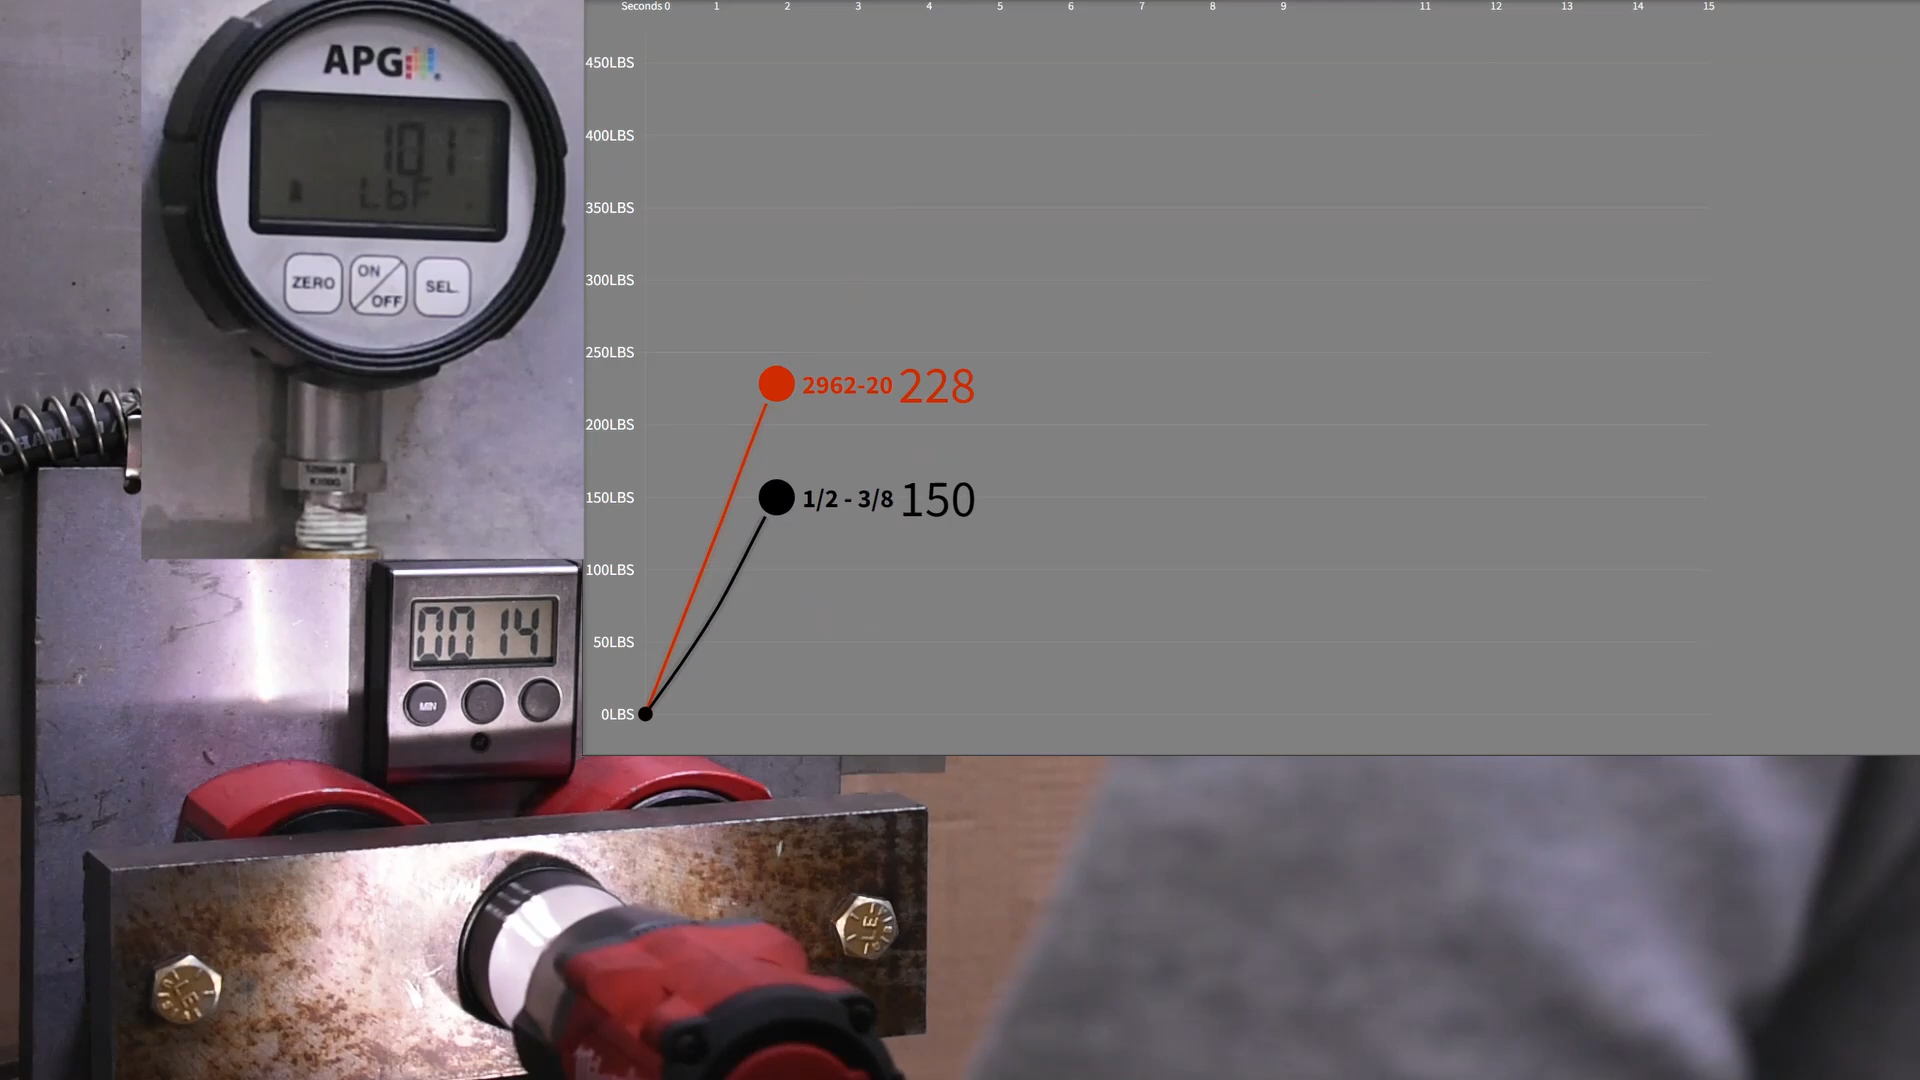 APG
101
LbF
ZERO
ON
OFF
SEL
0014
MIN
Seconds 0 1 2 3 4 5 6 7 8 9 11 12 13 14 15
450LBS
400LBS
350LBS
300LBS
250LBS
200LBS
150LBS
100LBS
50LBS
0LBS
2962-20 228
1/2 - 3/8 150